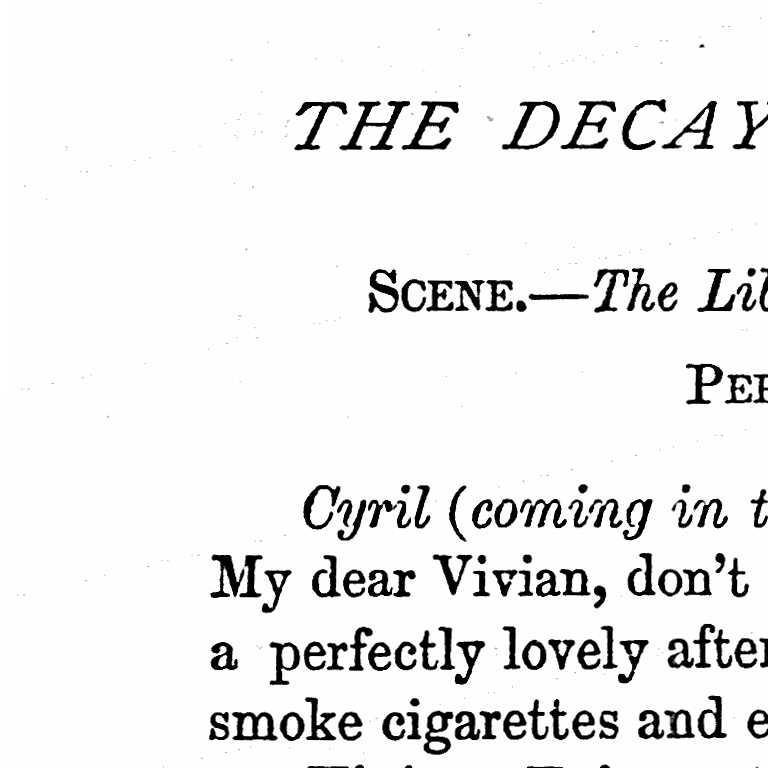 THE DECAY
SCENE.—The Lib
PER
Cyril (coming in t
My dear Vivian, don't
a perfectly lovely after
smoke cigarettes and e